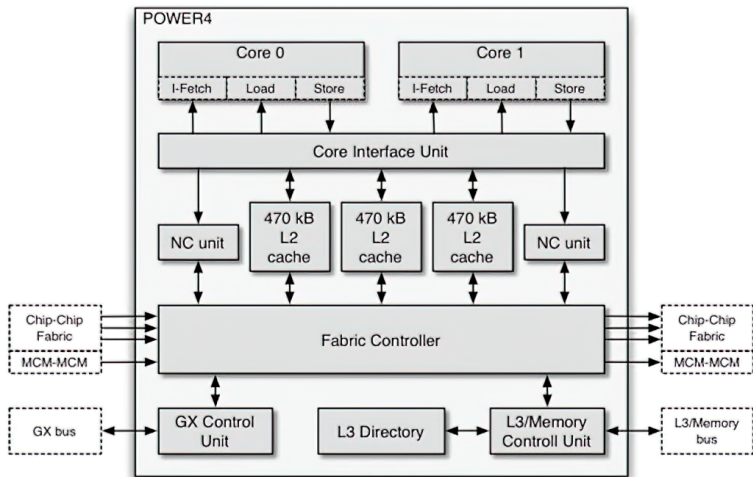 POWER4
Core 0
Core 1
I-Fetch
Load
Store
I-Fetch
Load
Store
Core Interface Unit
NC unit
470 kB
L2
cache
470 kB
L2
cache
470 kB
L2
cache
NC unit
Chip-Chip
Fabric
MCM-MCM
Fabric Controller
Chip-Chip
Fabric
MCM-MCM
GX bus
GX Control
Unit
L3 Directory
L3/Memory
Controll Unit
L3/Memory
bus